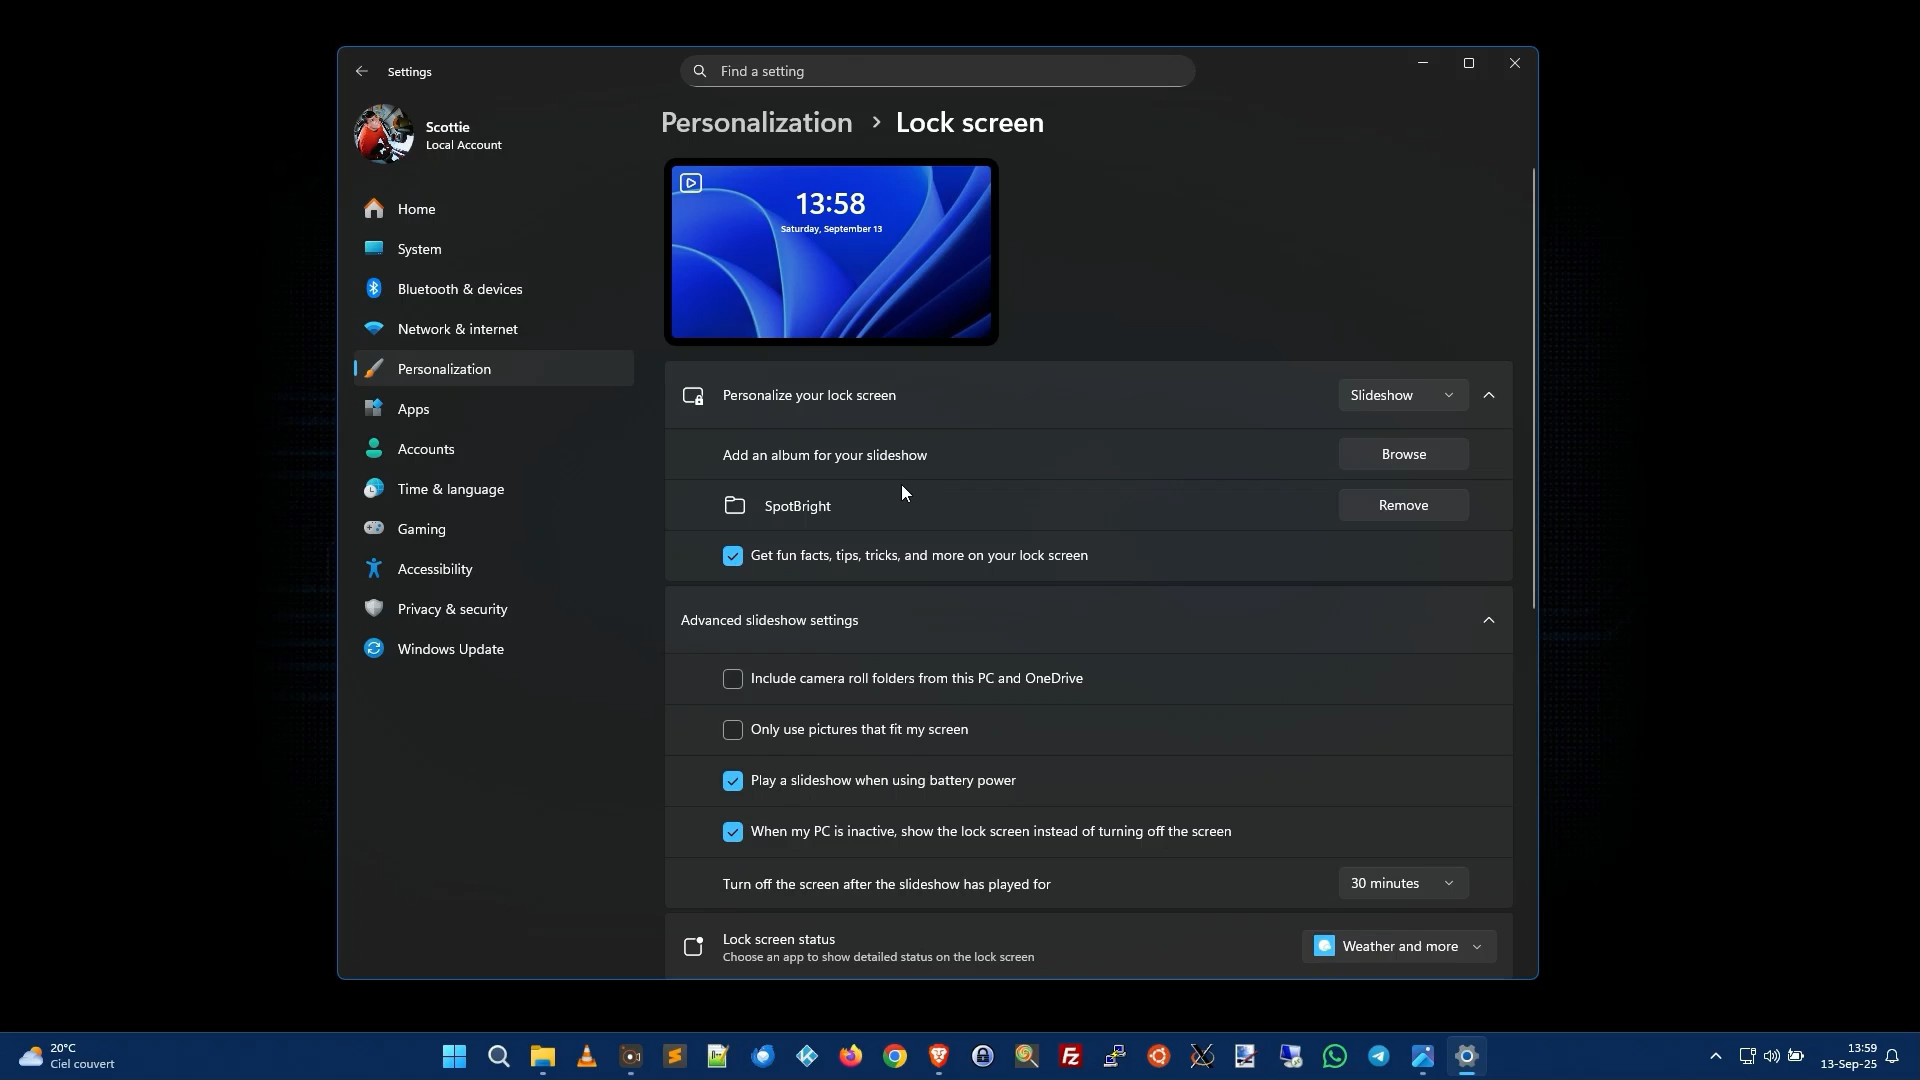 Settings
Find a setting
Scottie
Local Account
Home
System
Bluetooth & devices
Network & internet
Personalization
Apps
Accounts
Time & language
Gaming
Accessibility
Privacy & security
Windows Update
Personalization > Lock screen
13:58
Saturday, September 13
Personalize your lock screen
Slideshow
Add an album for your slideshow
Browse
SpotBright
Remove
Get fun facts, tips, tricks, and more on your lock screen
Advanced slideshow settings
Include camera roll folders from this PC and OneDrive
Only use pictures that fit my screen
Play a slideshow when using battery power
When my PC is inactive, show the lock screen instead of turning off the screen
Turn off the screen after the slideshow has played for
30 minutes
Lock screen status
Choose an app to show detailed status on the lock screen
Weather and more
20°C
Ciel couvert
Fz
13:59
13-Sep-25